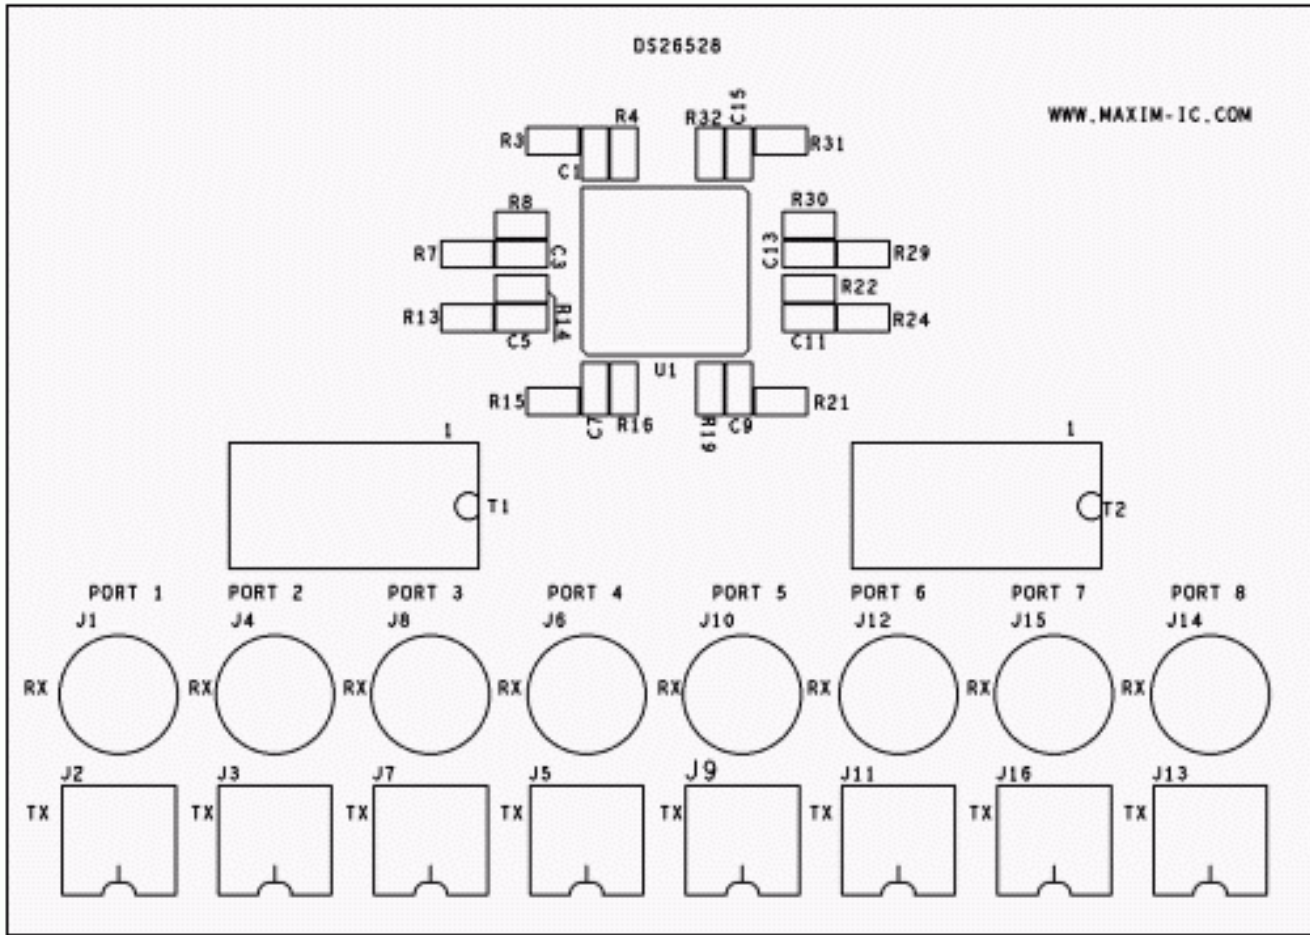 DS26528
WWW.MAXIM-IC.COM
R3
C1
R4
R32
C15
R31
R8
R7
C3
R30
C13
R29
R13
C5
R14
R22
R24
C11
U1
R15
C7
R16
R19
C9
R21
1
T1
1
T2
PORT 1 PORT 2 PORT 3 PORT 4 PORT 5 PORT 6 PORT 7 PORT 8
J1 J4 J8 J6 J10 J12 J15 J14
RX RX RX RX RX RX RX RX
J2 J3 J7 J5 J9 J11 J16 J13
TX TX TX TX TX TX TX TX